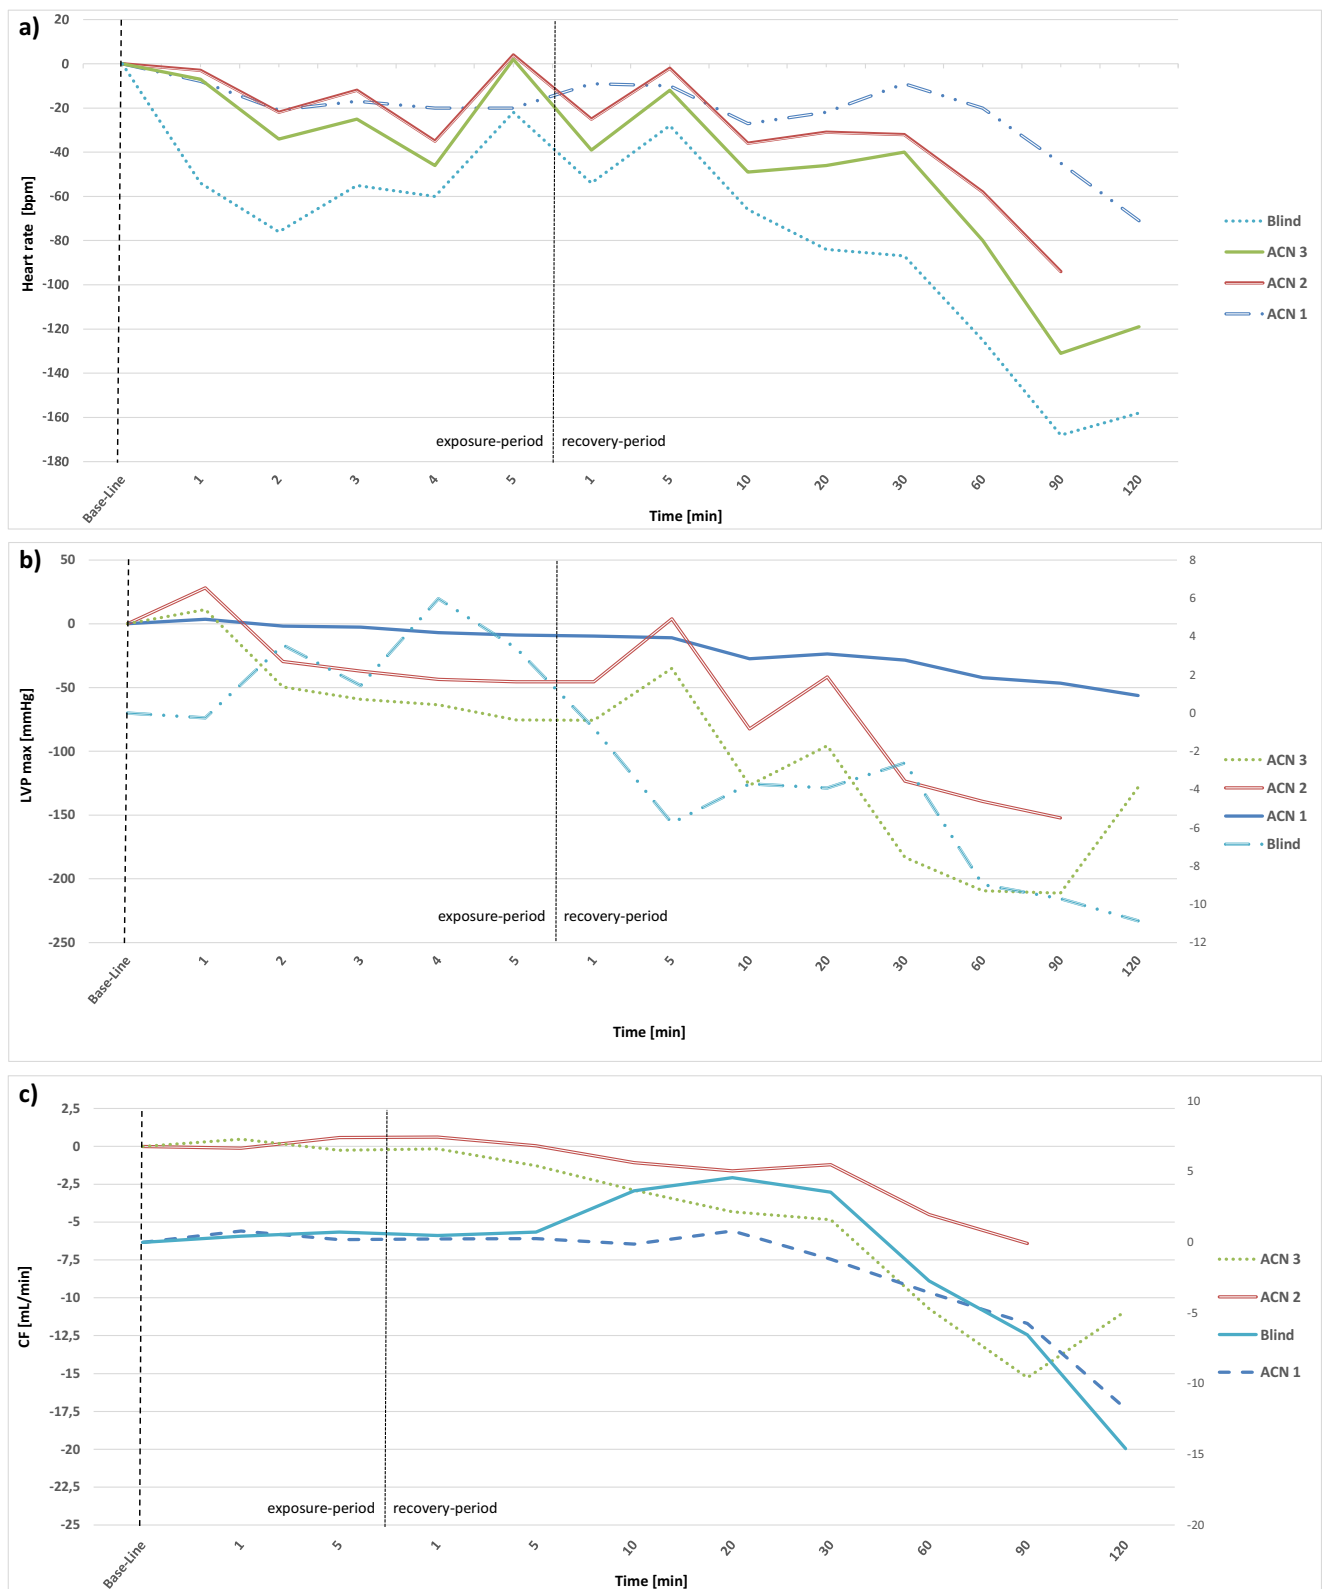 a)
20
0
-20
-40
-60
-80
-100
-120
-140
-160
-180
Heart rate [bpm]
exposure-period recovery-period
Base-Line 1 2 3 4 5 1 5 10 20 30 60 90 120
Time [min]
Blind
ACN 3
ACN 2
ACN 1
b)
50
0
-50
-100
-150
-200
-250
LVP max [mmHg]
8
6
4
2
0
-2
-4
-6
-8
-10
-12
exposure-period recovery-period
Base-Line 1 2 3 4 5 1 5 10 20 30 60 90 120
Time [min]
ACN 3
ACN 2
ACN 1
Blind
c)
2,5
0
-2,5
-5
-7,5
-10
-12,5
-15
-17,5
-20
-22,5
-25
CF [mL/min]
10
5
0
-5
-10
-15
-20
exposure-period recovery-period
Base-Line 1 5 1 5 10 20 30 60 90 120
Time [min]
ACN 3
ACN 2
Blind
ACN 1